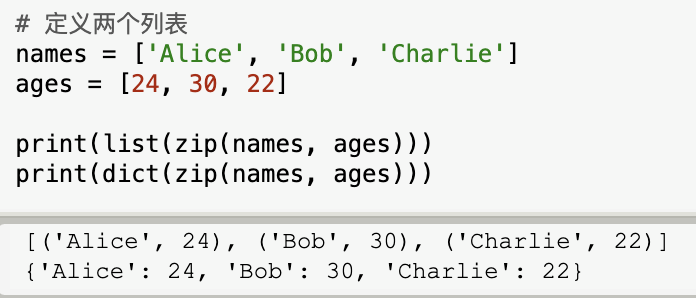 # 定义两个列表
names = ['Alice', 'Bob', 'Charlie']
ages = [24, 30, 22]
print(list(zip(names, ages)))
print(dict(zip(names, ages)))
[('Alice', 24), ('Bob', 30), ('Charlie', 22)]
{'Alice': 24, 'Bob': 30, 'Charlie': 22}